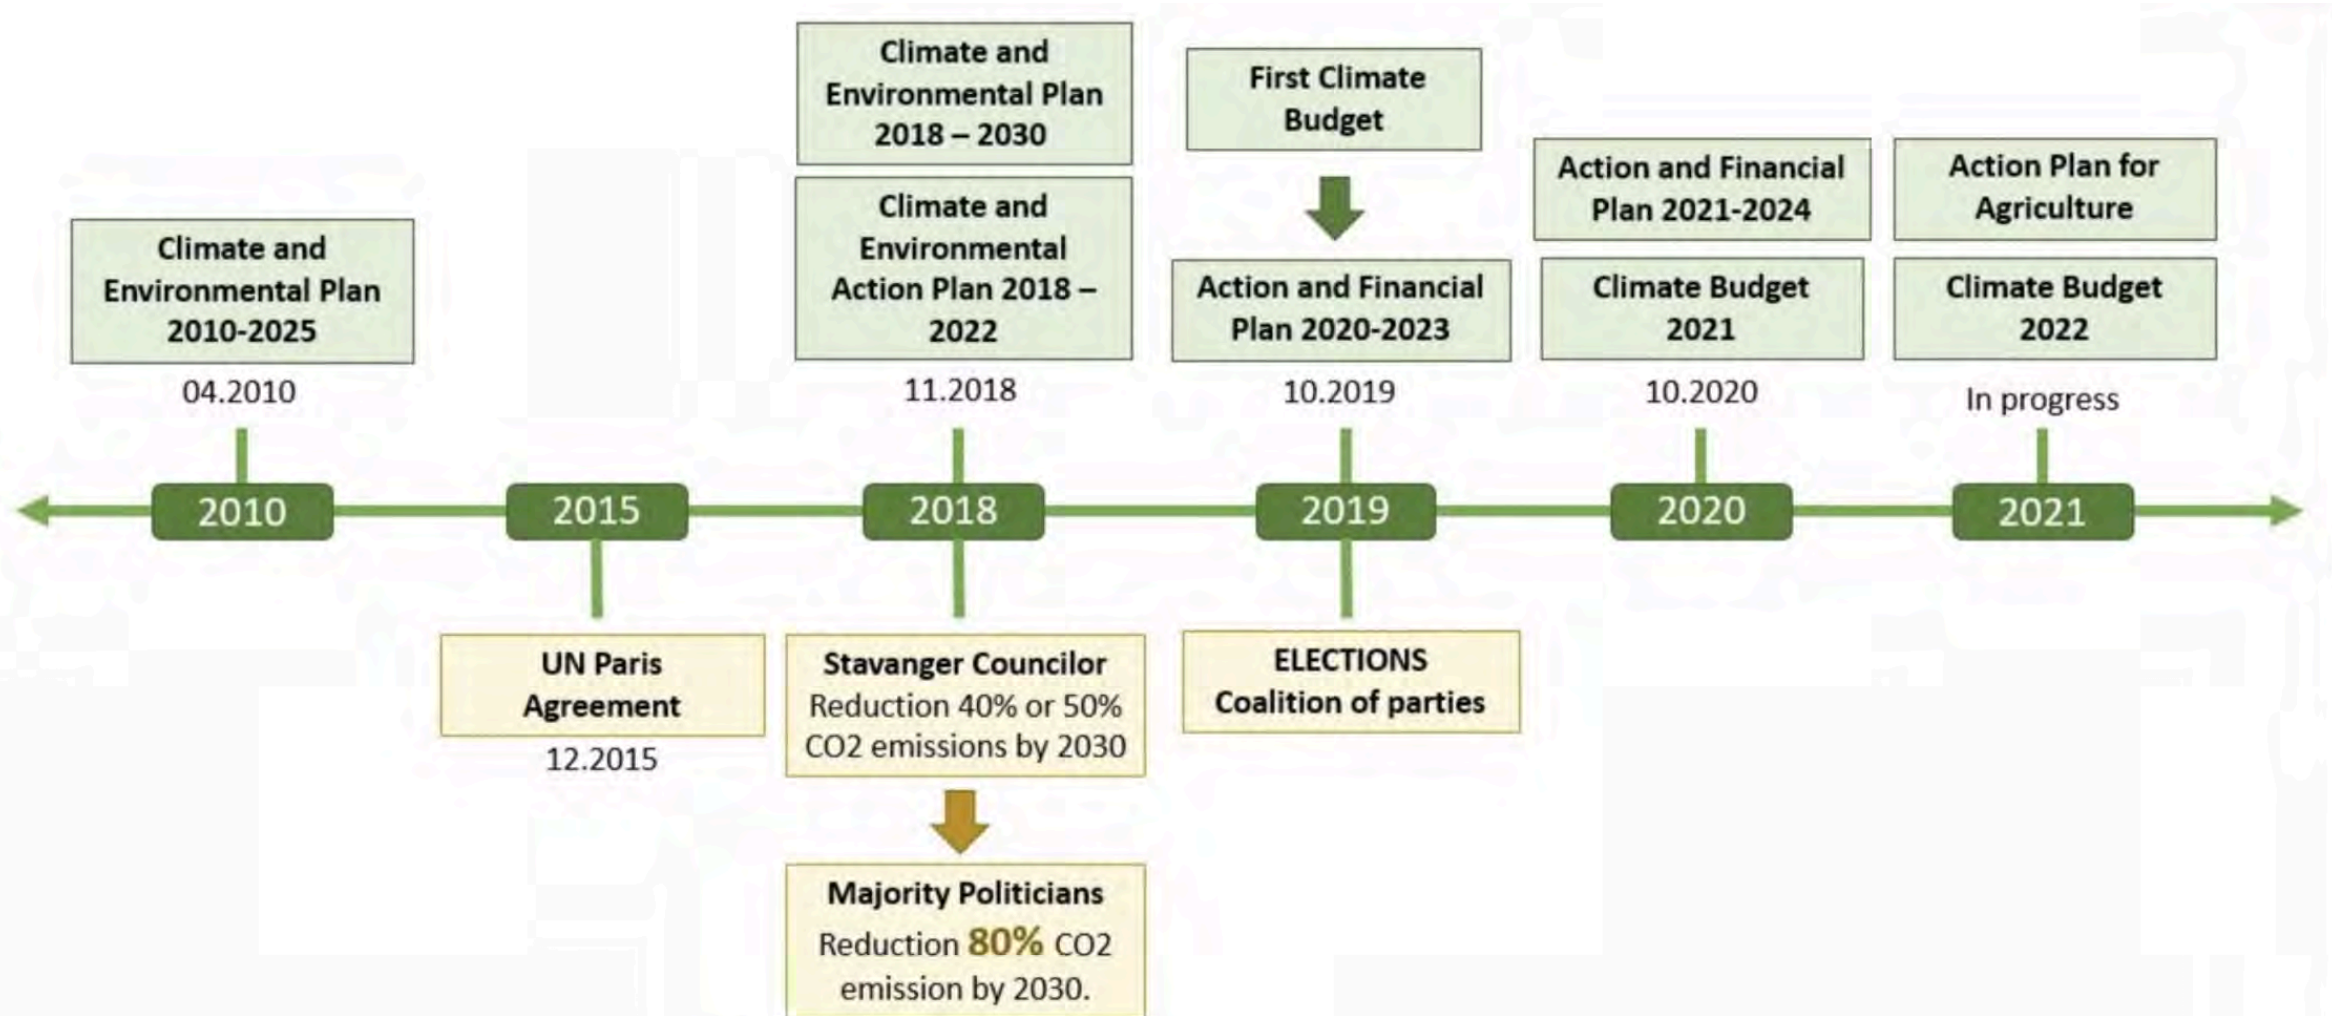 Climate and
Environmental Plan
2010-2025
04.2010
Climate and
Environmental Plan
2018 – 2030
Climate and
Environmental
Action Plan 2018 –
2022
11.2018
First Climate
Budget
Action and Financial
Plan 2020-2023
10.2019
Action and Financial
Plan 2021-2024
Climate Budget
2021
10.2020
Action Plan for
Agriculture
Climate Budget
2022
In progress
2010
2015
2018
2019
2020
2021
UN Paris
Agreement
12.2015
Stavanger Councilor
Reduction 40% or 50%
CO2 emissions by 2030
Majority Politicians
Reduction 80% CO2
emission by 2030.
ELECTIONS
Coalition of parties